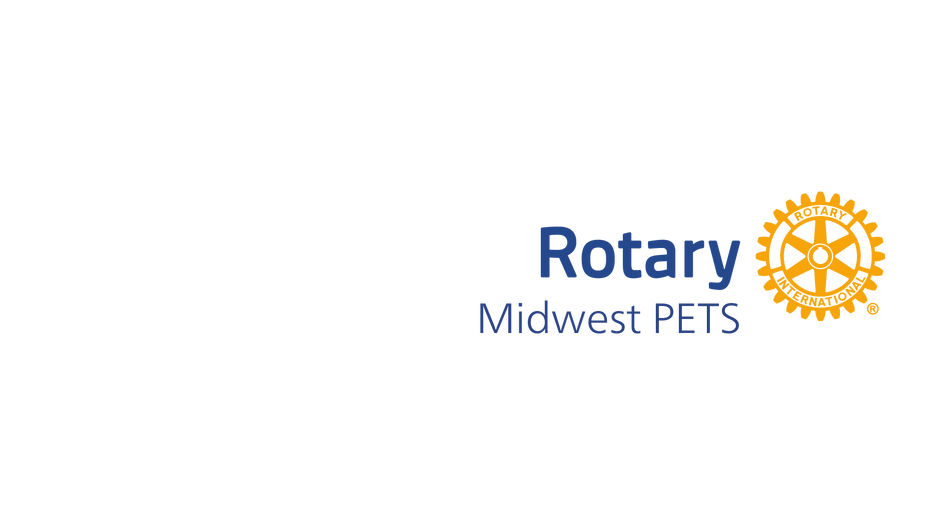 Rotary
Midwest PETS
ROTARY
INTERNATIONAL
®